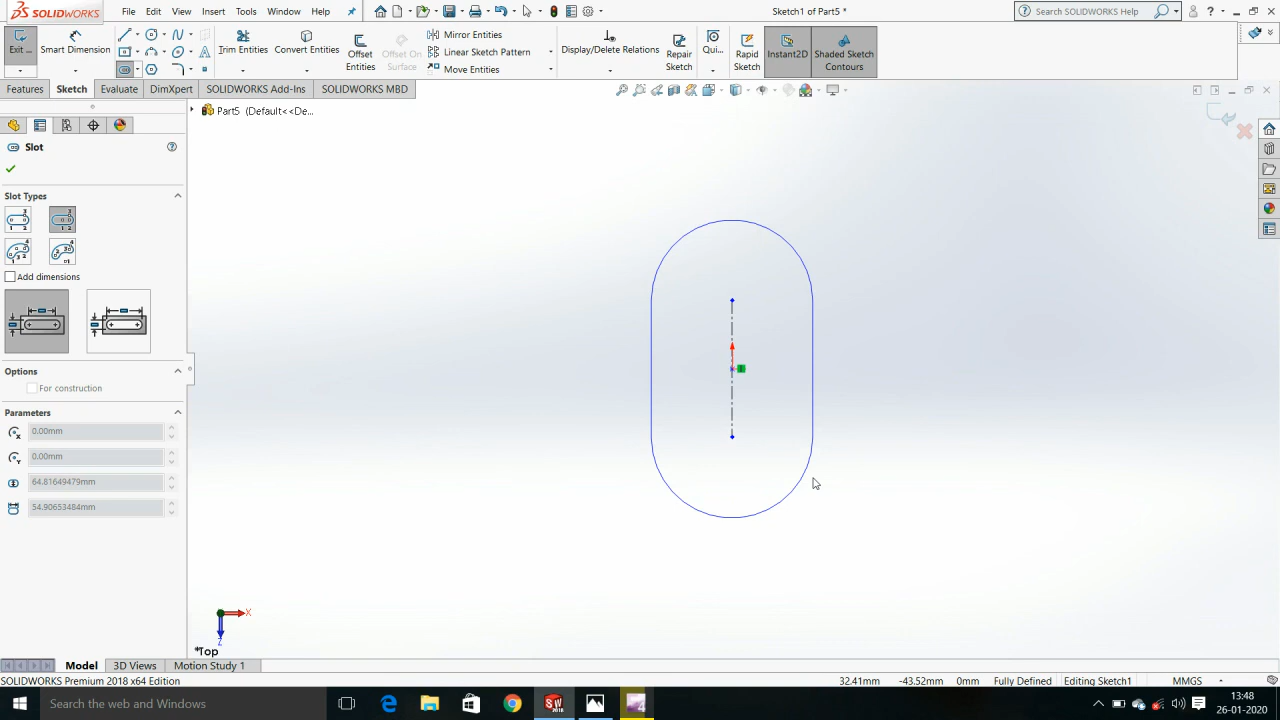 SOLIDWORKS File Edit View Insert Tools Window Help Sketch1 of Part5 * Search SOLIDWORKS Help
Exit ... Smart Dimension Trim Entities Convert Entities Offset Entities Offset On Surface Mirror Entities Display/Delete Relations Repair Sketch Qui... Rapid Sketch Instant2D Shaded Sketch Contours
Linear Sketch Pattern
Move Entities
Features Sketch Evaluate DimXpert SOLIDWORKS Add-Ins SOLIDWORKS MBD
Part5 (Default<<De...
Slot
Slot Types
Add dimensions
Options
For construction
Parameters
0.00mm
0.00mm
64.81649479mm
54.90653484mm
X
Z
*Top
Model 3D Views Motion Study 1
SOLIDWORKS Premium 2018 x64 Edition 32.41mm -43.52mm 0mm Fully Defined Editing Sketch1 MMGS
Search the web and Windows
13:48
26-01-2020